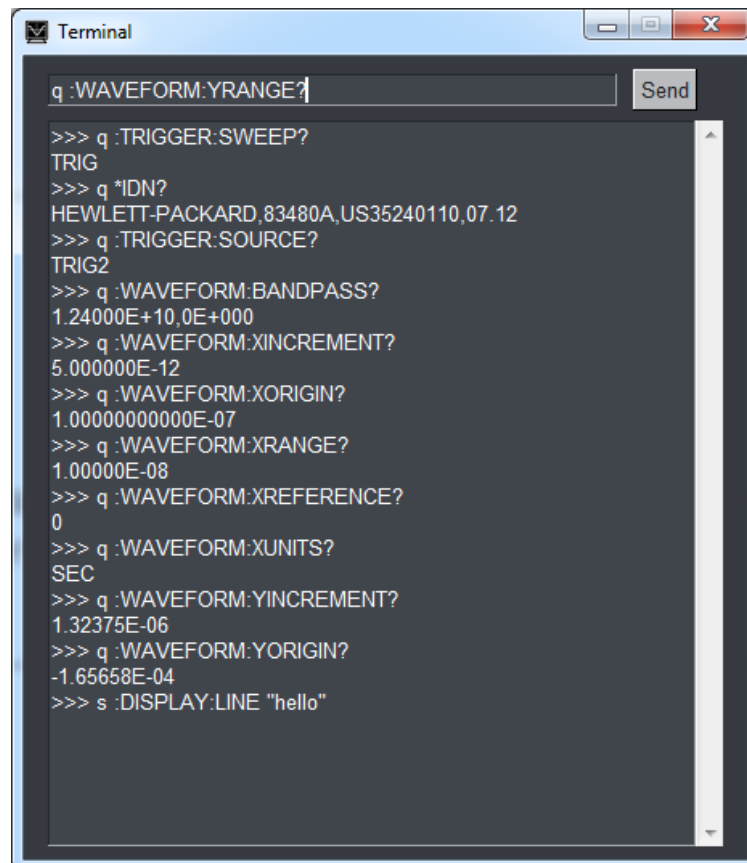 Terminal
q :WAVEFORM:YRANGE?
Send
>>> q :TRIGGER:SWEEP?
TRIG
>>> q *IDN?
HEWLETT-PACKARD,83480A,US35240110,07.12
>>> q :TRIGGER:SOURCE?
TRIG2
>>> q :WAVEFORM:BANDPASS?
1.24000E+10,0E+000
>>> q :WAVEFORM:XINCREMENT?
5.000000E-12
>>> q :WAVEFORM:XORIGIN?
1.00000000000E-07
>>> q :WAVEFORM:XRANGE?
1.00000E-08
>>> q :WAVEFORM:XREFERENCE?
0
>>> q :WAVEFORM:XUNITS?
SEC
>>> q :WAVEFORM:YINCREMENT?
1.32375E-06
>>> q :WAVEFORM:YORIGIN?
-1.65658E-04
>>> s :DISPLAY:LINE "hello"